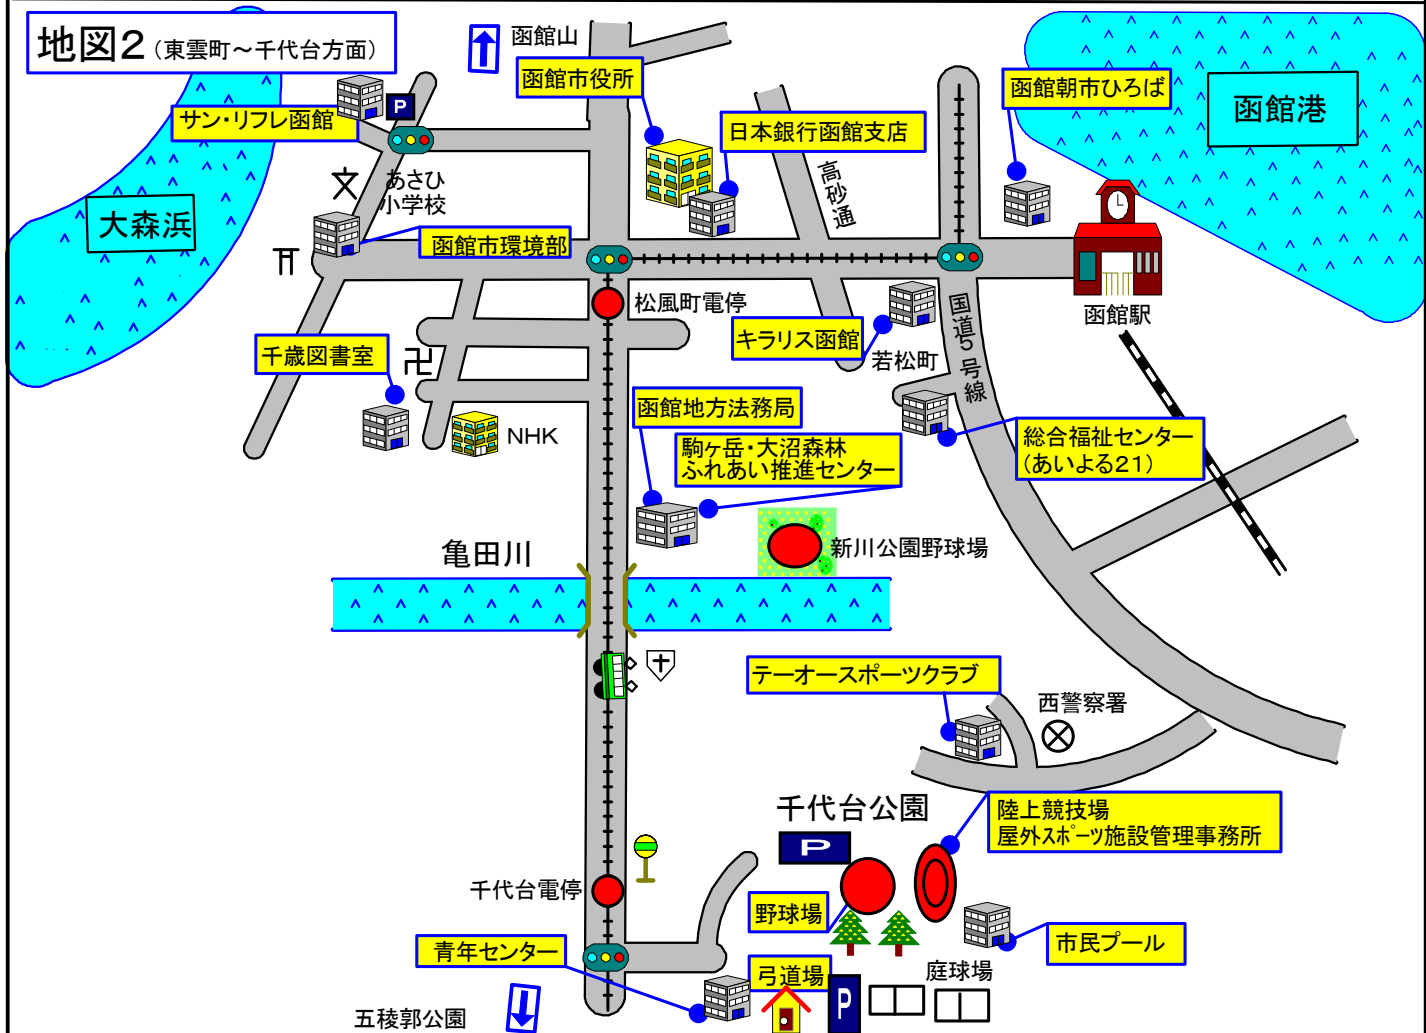 地図2(東雲町～千代台方面)
函館山
函館市役所
函館朝市ひろば
函館港
サン・リフレ函館
P
日本銀行函館支店
高砂通
あさひ
小学校
文
大森浜
函館市環境部
松風町電停
国道5号線
函館駅
キラリス函館
若松町
千歳図書室
卍
NHK
函館地方法務局
駒ヶ岳・大沼森林
ふれあい推進センター
総合福祉センター
(あいよる21)
亀田川
新川公園野球場
テーオースポーツクラブ
西警察署
千代台公園
P
陸上競技場
屋外スポーツ施設管理事務所
千代台電停
野球場
市民プール
青年センター
弓道場
P
庭球場
五稜郭公園